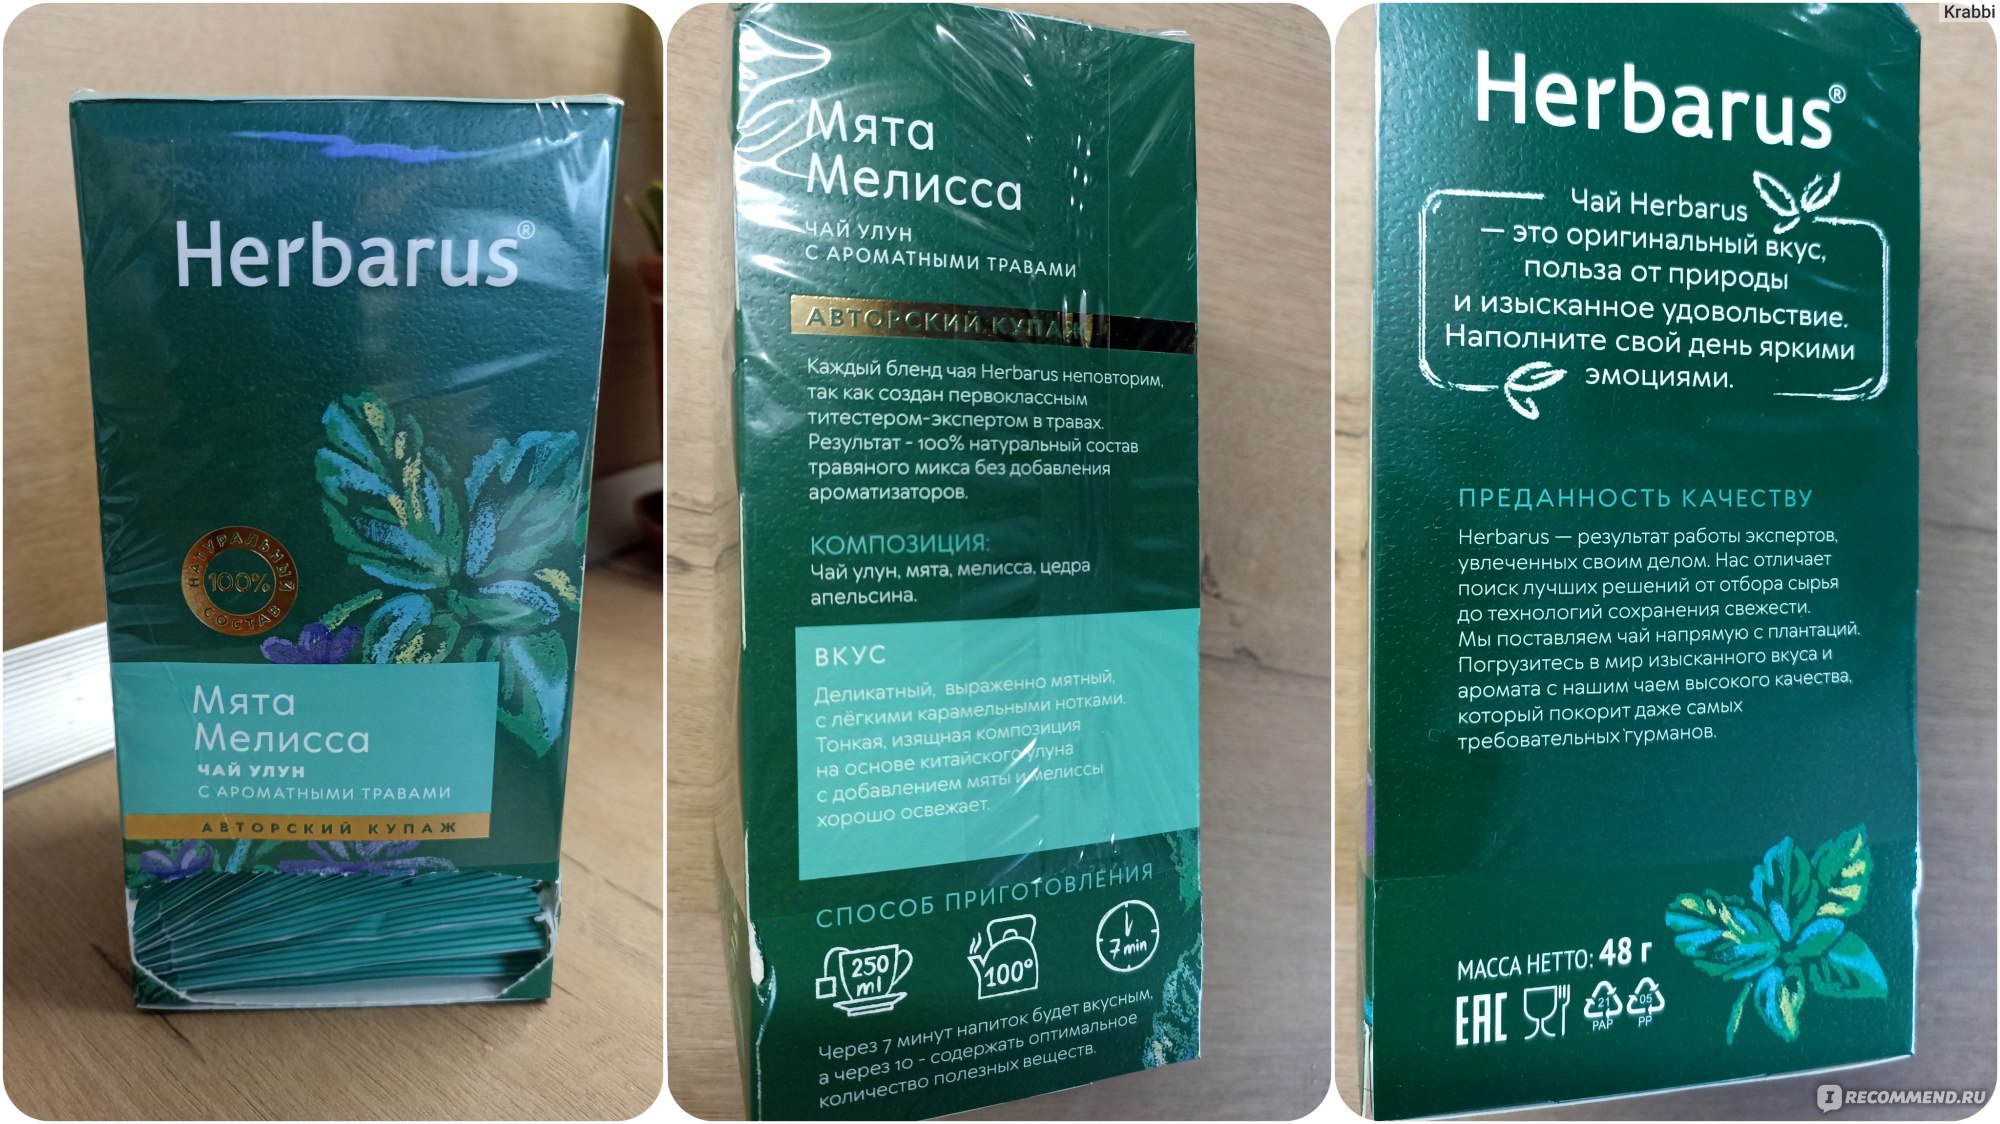 Herbarus®
НАТУРАЛЬНЫЙ
100%
СОСТАВ
Мята
Мелисса
ЧАЙ УЛУН
С АРОМАТНЫМИ ТРАВАМИ
АВТОРСКИЙ КУПАЖ
Мята
Мелисса
ЧАЙ УЛУН
С АРОМАТНЫМИ ТРАВАМИ
АВТОРСКИЙ КУПАЖ
Каждый бленд чая Herbarus неповторим,
так как создан первоклассным
титестером-экспертом в травах.
Результат - 100% натуральный состав
травяного микса без добавления
ароматизаторов.
КОМПОЗИЦИЯ:
Чай улун, мята, мелисса, цедра
апельсина.
ВКУС
Деликатный, выраженно мятный,
с лёгкими карамельными нотками.
Тонкая, изящная композиция
на основе китайского улуна
с добавлением мяты и мелиссы
хорошо освежает.
СПОСОБ ПРИГОТОВЛЕНИЯ
250 ml
100°
7 min
Через 7 минут напиток будет вкусным,
а через 10 - содержать оптимальное
количество полезных веществ.
Krabbi
Herbarus®
Чай Herbarus
— это оригинальный вкус,
польза от природы
и изысканное удовольствие.
Наполните свой день яркими
эмоциями.
ПРЕДАННОСТЬ КАЧЕСТВУ
Herbarus — результат работы экспертов,
увлеченных своим делом. Нас отличает
поиск лучших решений от отбора сырья
до технологий сохранения свежести.
Мы поставляем чай напрямую с плантаций.
Погрузитесь в мир изысканного вкуса и
аромата с нашим чаем высокого качества,
который покорит даже самых
требовательных гурманов.
МАССА НЕТТО: 48 г
EAC
21
PAP
05
PP
I RECOMMEND.RU